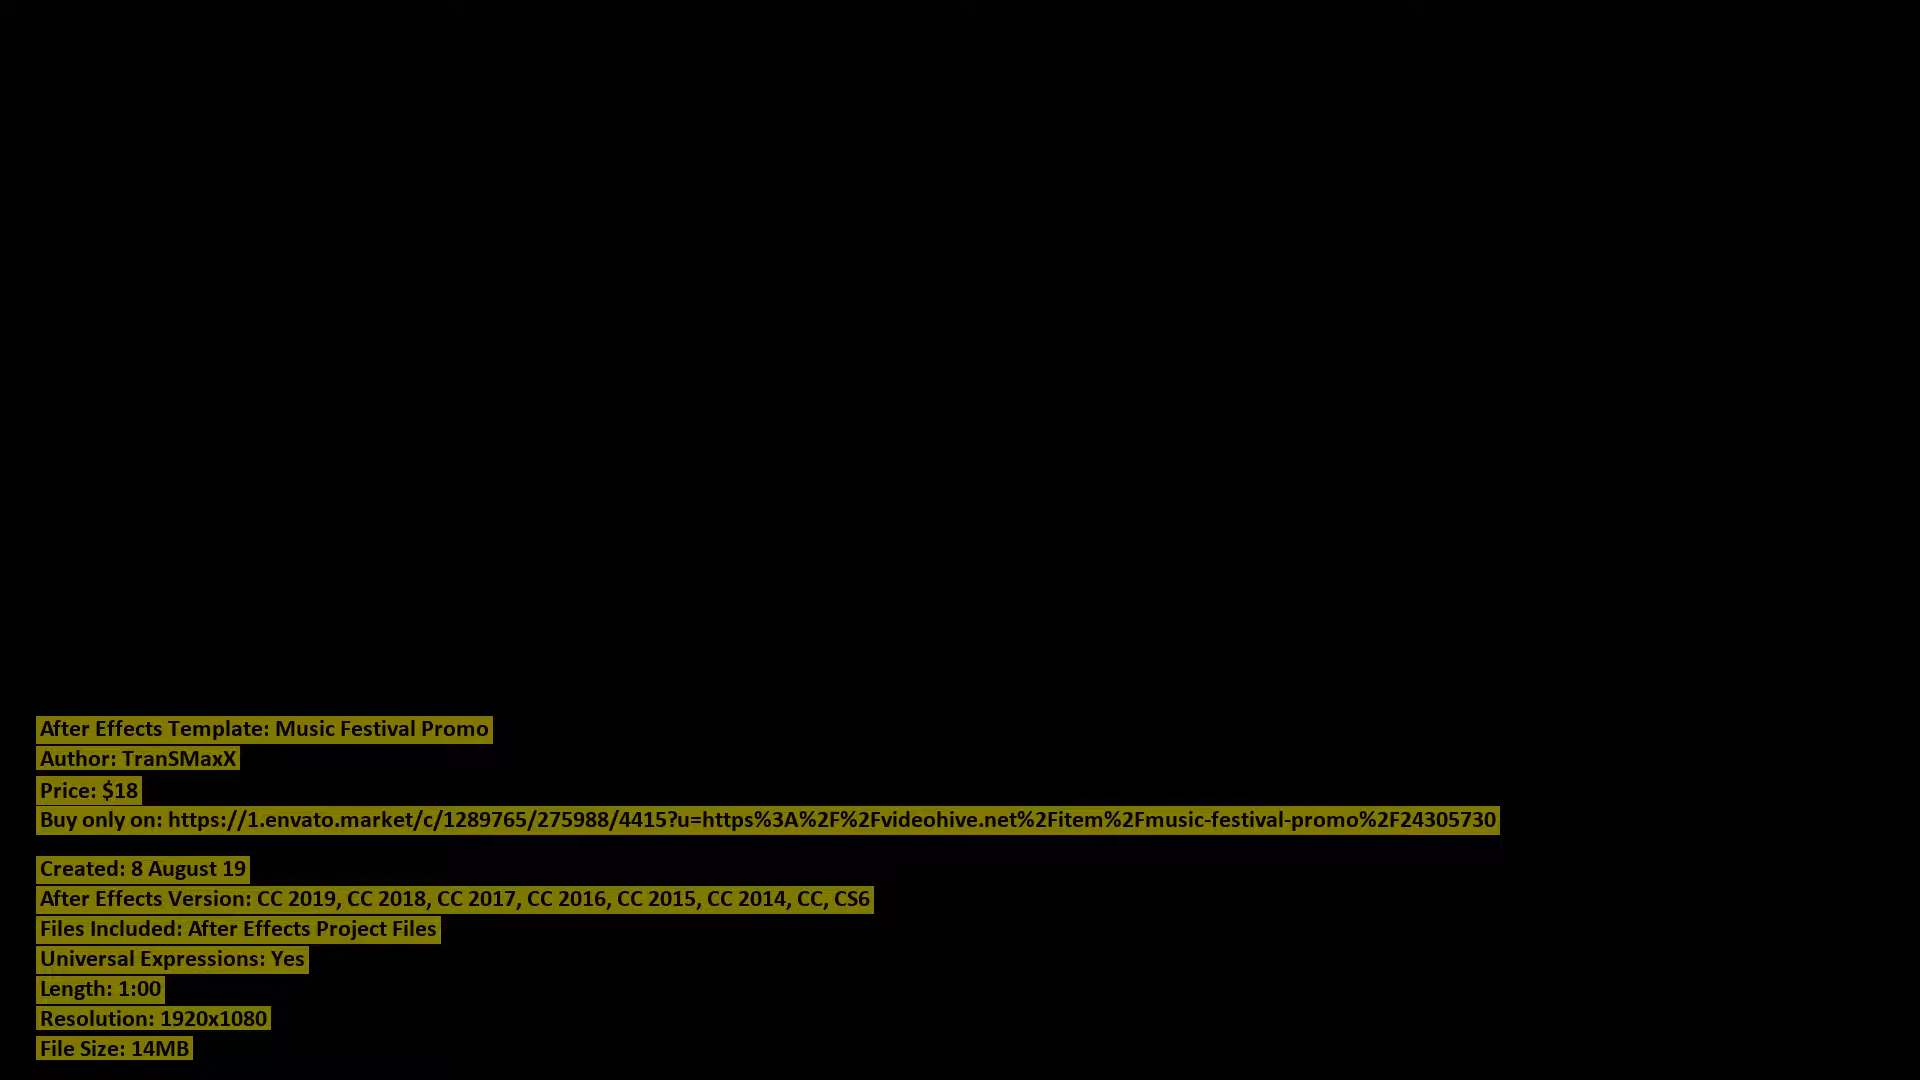 After Effects Template: Music Festival Promo
Author: TranSMaxX
Price: $18
Buy only on: https://1.envato.market/c/1289765/275988/4415?u=https%3A%2F%2Fvideohive.net%2Fitem%2Fmusic-festival-promo%2F24305730
Created: 8 August 19
After Effects Version: CC 2019, CC 2018, CC 2017, CC 2016, CC 2015, CC 2014, CC, CS6
Files Included: After Effects Project Files
Universal Expressions: Yes
Length: 1:00
Resolution: 1920x1080
File Size: 14MB